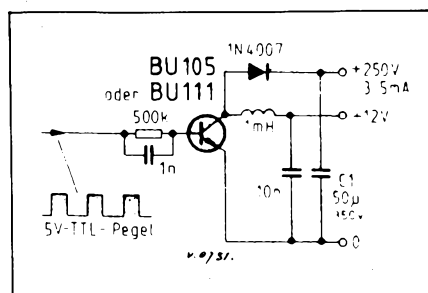 1N4007
BU105
oder BU111
500k
1n
1mH
10n
C1
50µ
350v
+250V
3 5mA
+12V
0
5V-TTL-Pegel